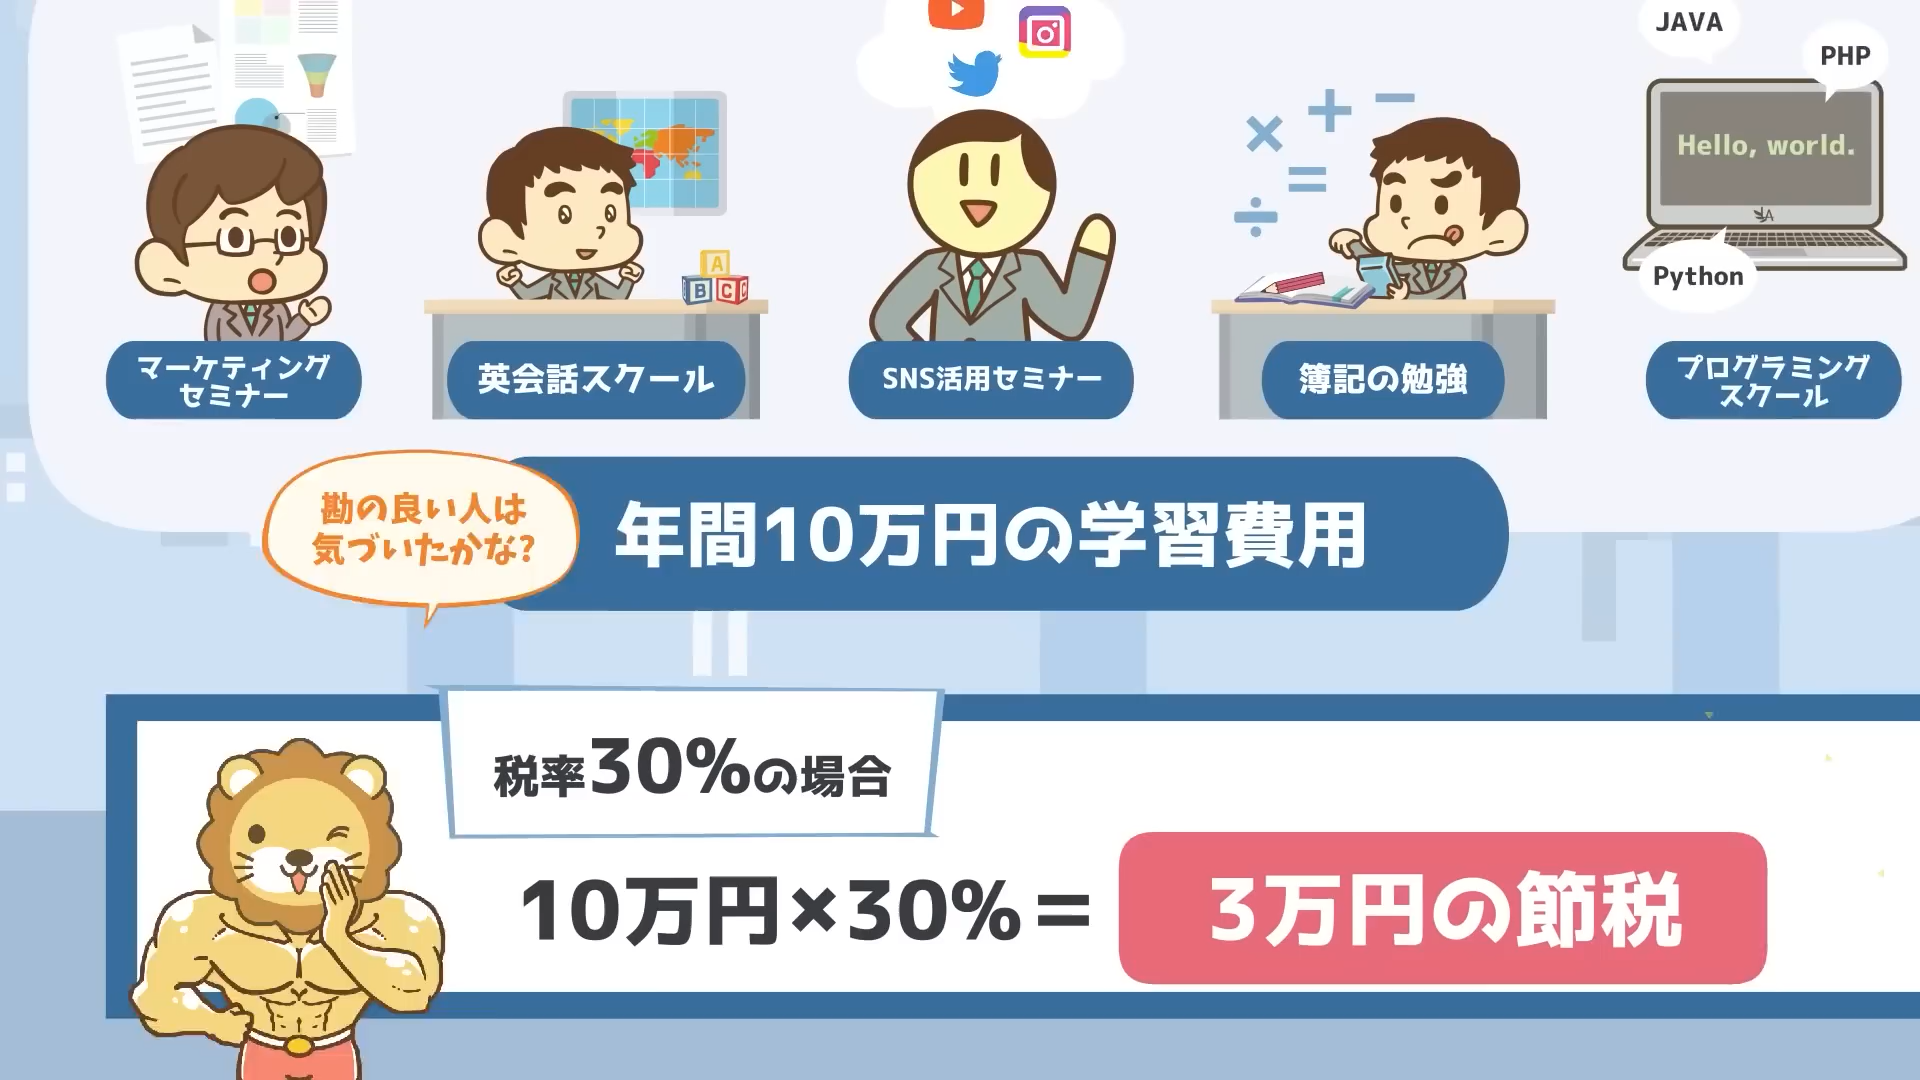 JAVA
PHP
Hello, world.
Python
A
B
C
C
マーケティング
セミナー
英会話スクール
SNS活用セミナー
簿記の勉強
プログラミング
スクール
勘の良い人は
気づいたかな?
年間10万円の学習費用
税率30%の場合
10万円×30%=
3万円の節税